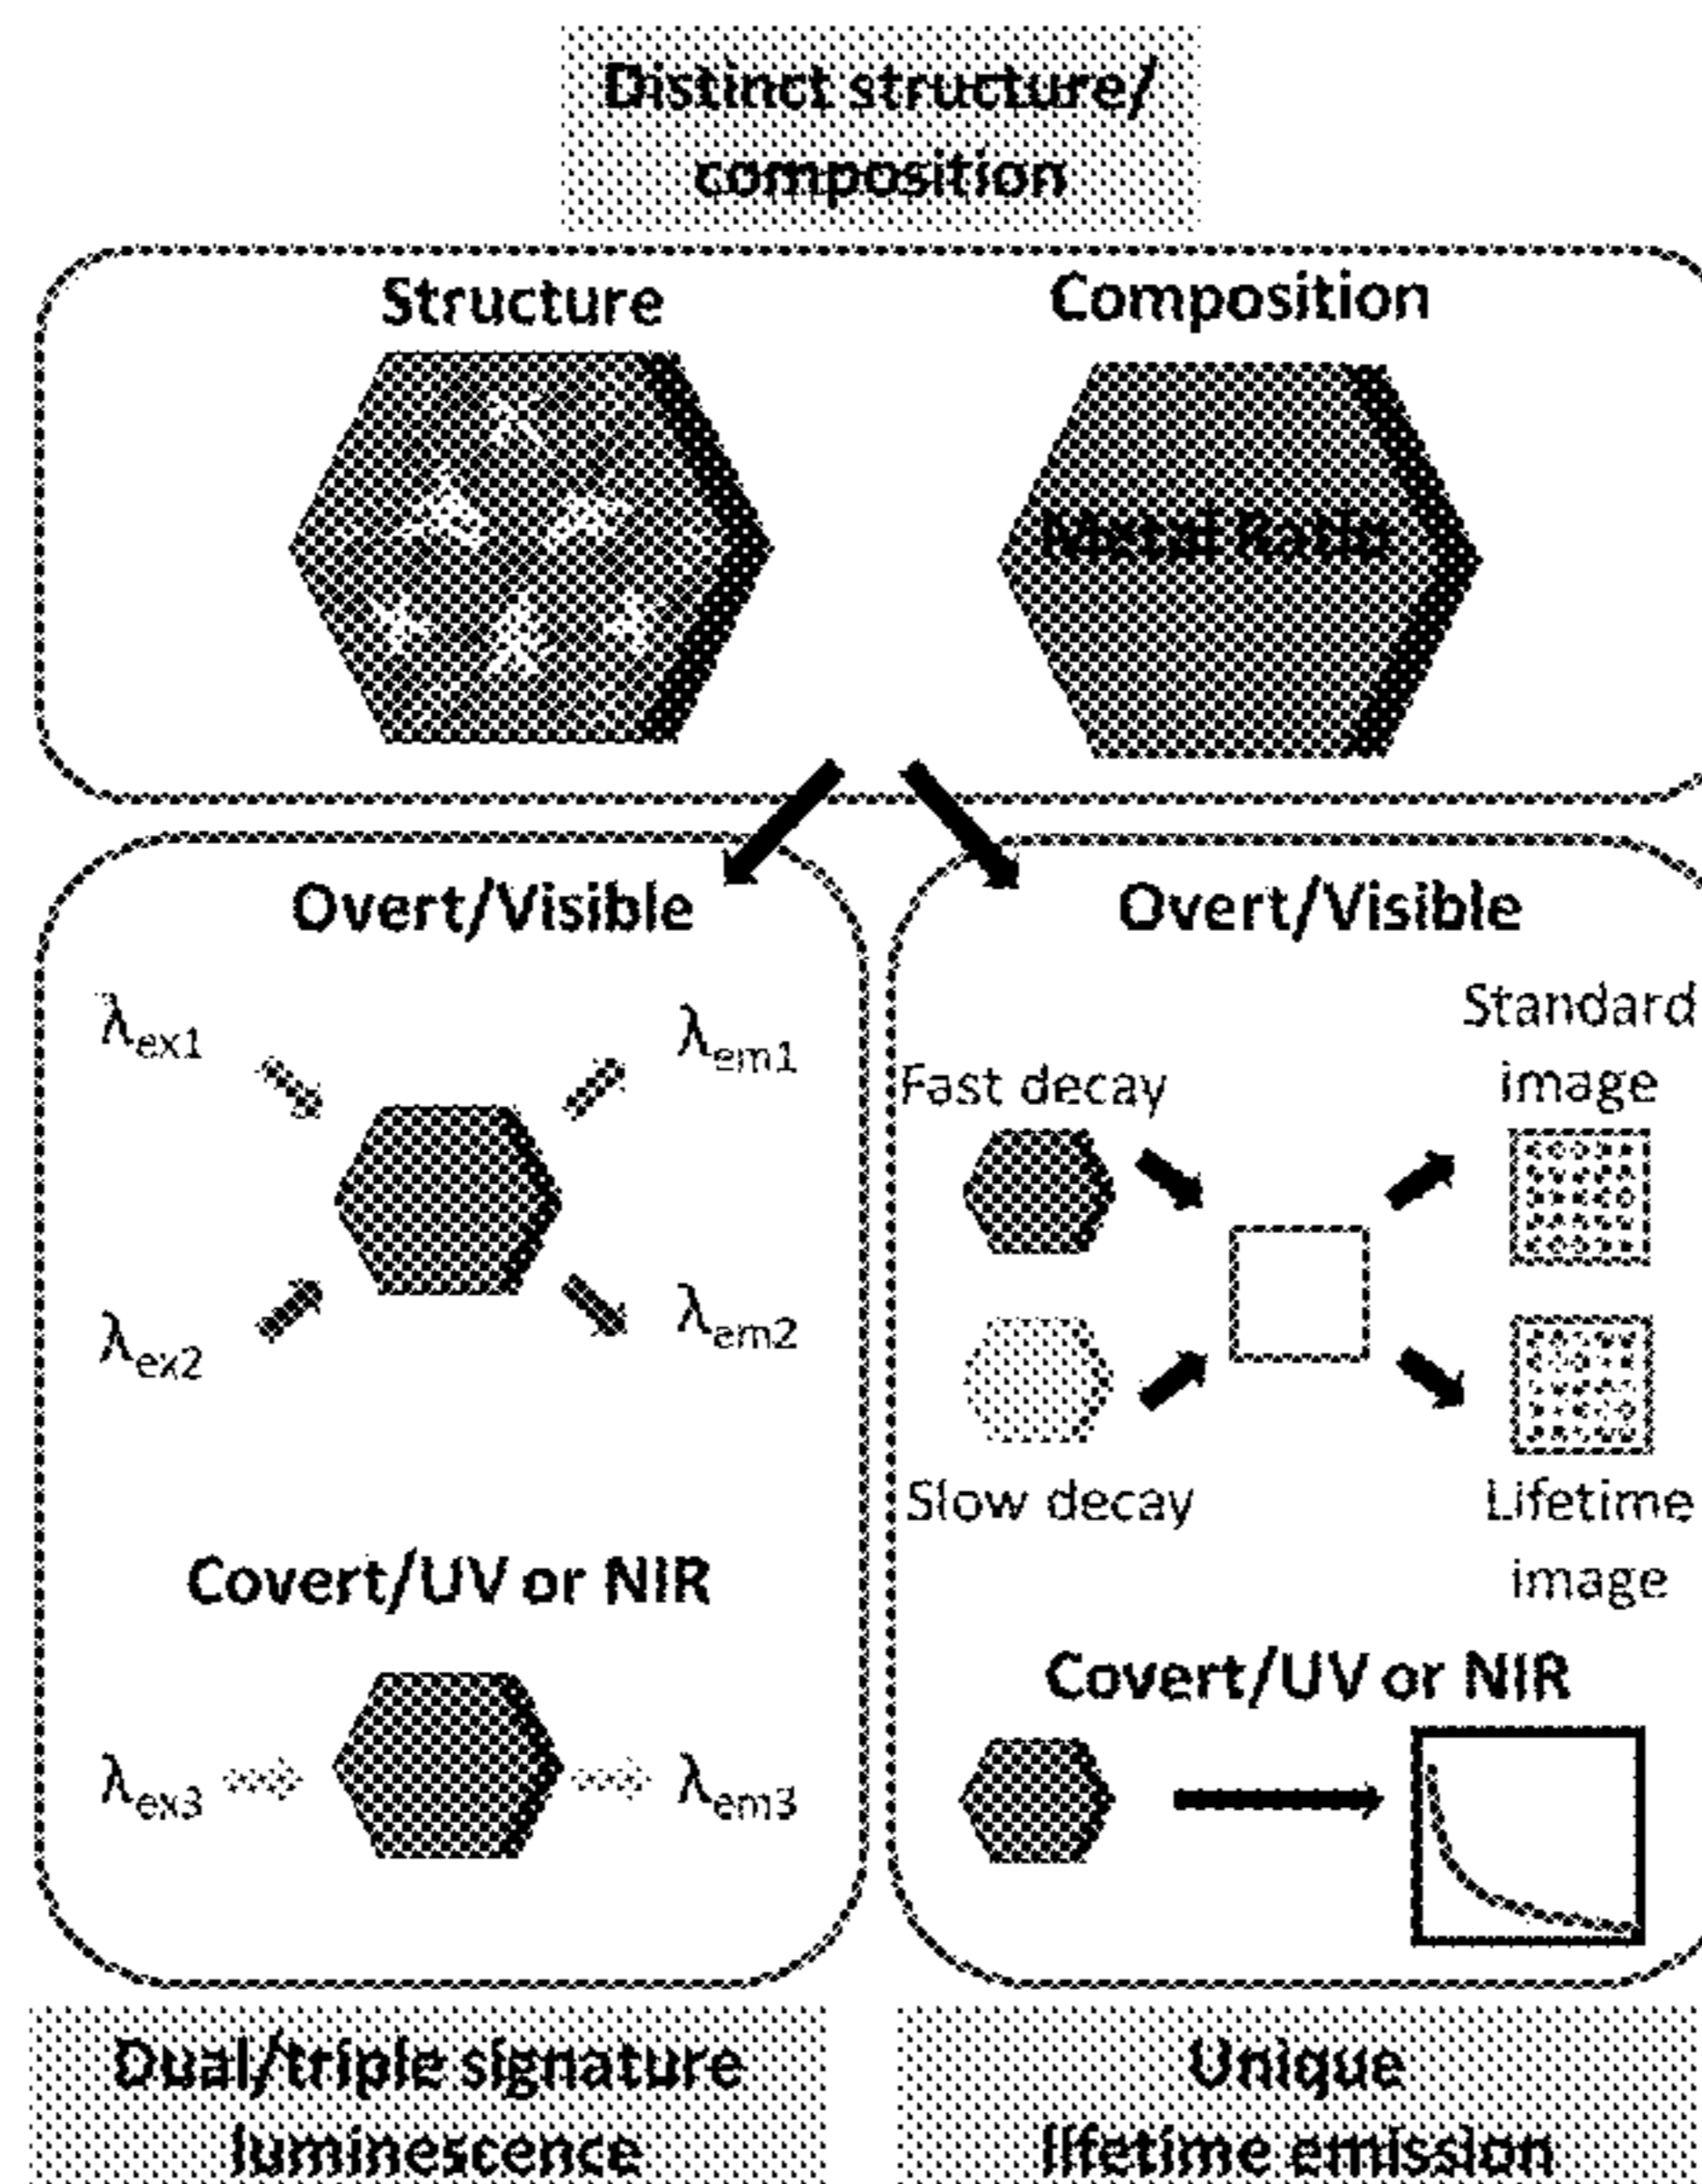 Distinct structure/
composition
Structure
Composition
Metal Ratio
Overt/Visible
λex1
λem1
λex2
λem2
Covert/UV or NIR
λex3
λem3
Overt/Visible
Standard
image
Fast decay
Slow decay
Lifetime
image
Covert/UV or NIR
Dual/triple signature
luminescence
Unique
lifetime emission